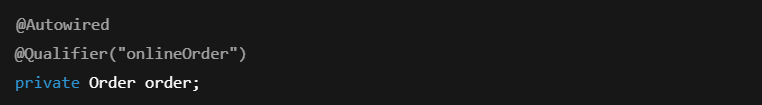 @Autowired
@Qualifier("onlineOrder")
private Order order;